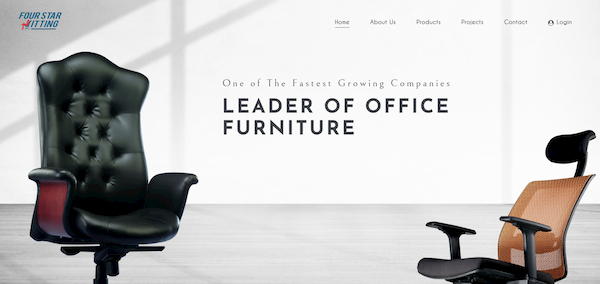 FOUR STAR
FITTING
Home
About Us
Products
Projects
Contact
Login
One of The Fastest Growing Companies
LEADER OF OFFICE
FURNITURE